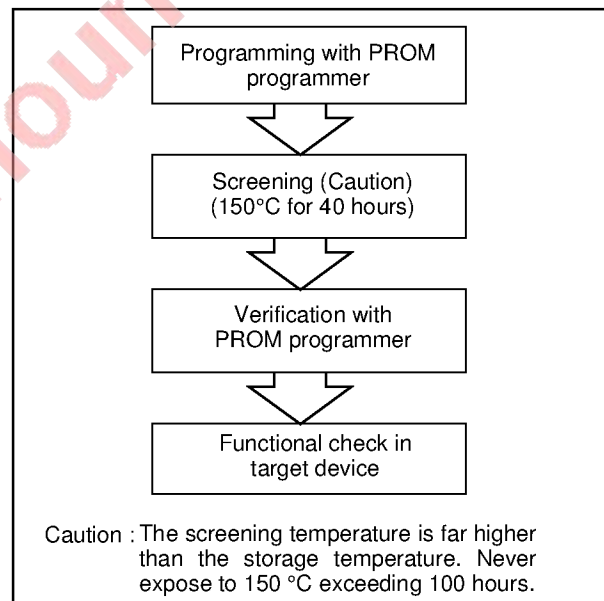 Programming with PROM
programmer
Screening (Caution)
(150°C for 40 hours)
Verification with
PROM programmer
Functional check in
target device
Caution : The screening temperature is far higher
than the storage temperature. Never
expose to 150 °C exceeding 100 hours.